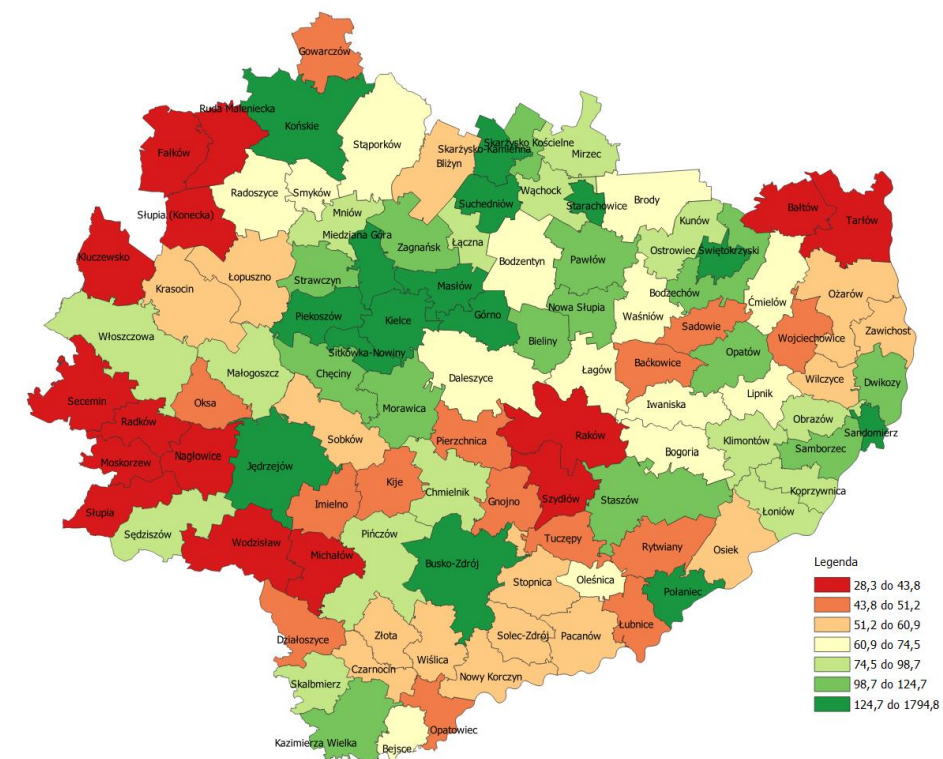 Gowarczów
Ruda Maleniecka
Końskie
Stąporków
Skarżysko Kościelne
Skarżysko-Kamienna
Bliżyn
Mirzec
Fałków
Radoszyce
Smyków
Wąchock
Suchedniów
Starachowice
Brody
Bałtów
Tarłów
Słupia (Konecka)
Mniów
Miedziana Góra
Zagnańsk
Łączna
Kunów
Ostrowiec
Świętokrzyski
Kluczewsko
Krasocin
Łopuszno
Strawczyn
Masłów
Bodzentyn
Pawłów
Bodzechów
Ćmielów
Ożarów
Piekoszów
Kielce
Górno
Nowa Słupia
Waśniów
Sadowie
Wojciechowice
Zawichost
Włoszczowa
Sitkówka-Nowiny
Bieliny
Opatów
Małogoszcz
Chęciny
Daleszyce
Łagów
Baćkowice
Wilczyce
Dwikozy
Secemin
Oksa
Morawica
Iwaniska
Lipnik
Radków
Obrazów
Sandomierz
Sobków
Pierzchnica
Raków
Klimontów
Samborzec
Moskorzew
Nagłowice
Jędrzejów
Bogoria
Kije
Chmielnik
Gnojno
Szydłów
Staszów
Koprzywnica
Słupia
Imielno
Łoniów
Sędziszów
Wodzisław
Michałów
Pińczów
Tuczępy
Rytwiany
Osiek
Busko-Zdrój
Stopnica
Oleśnica
Połaniec
Działoszyce
Złota
Solec-Zdrój
Pacanów
Łubnice
Czarnocin
Wiślica
Nowy Korczyn
Skalbmierz
Opatowiec
Kazimierza Wielka
Bejsce
Legenda
28,3 do 43,8
43,8 do 51,2
51,2 do 60,9
60,9 do 74,5
74,5 do 98,7
98,7 do 124,7
124,7 do 1794,8